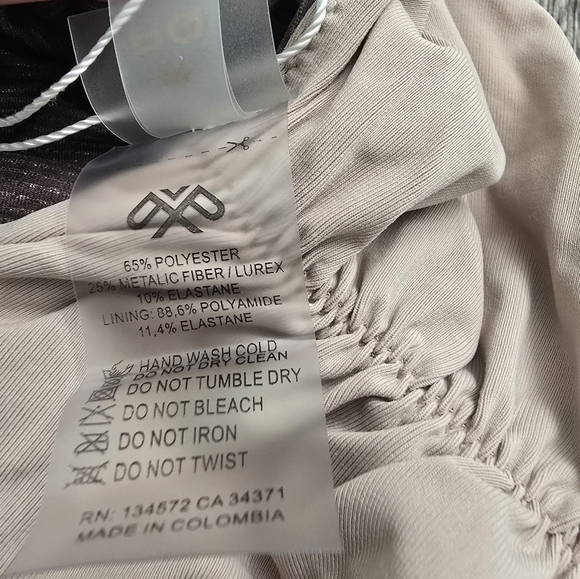 65% POLYESTER
25% METALIC FIBER / LUREX
10% ELASTANE
LINING: 88.6% POLYAMIDE
11.4% ELASTANE
HAND WASH COLD
DO NOT DRY CLEAN
DO NOT TUMBLE DRY
DO NOT BLEACH
DO NOT IRON
DO NOT TWIST
RN: 134572 CA 34371
MADE IN COLOMBIA